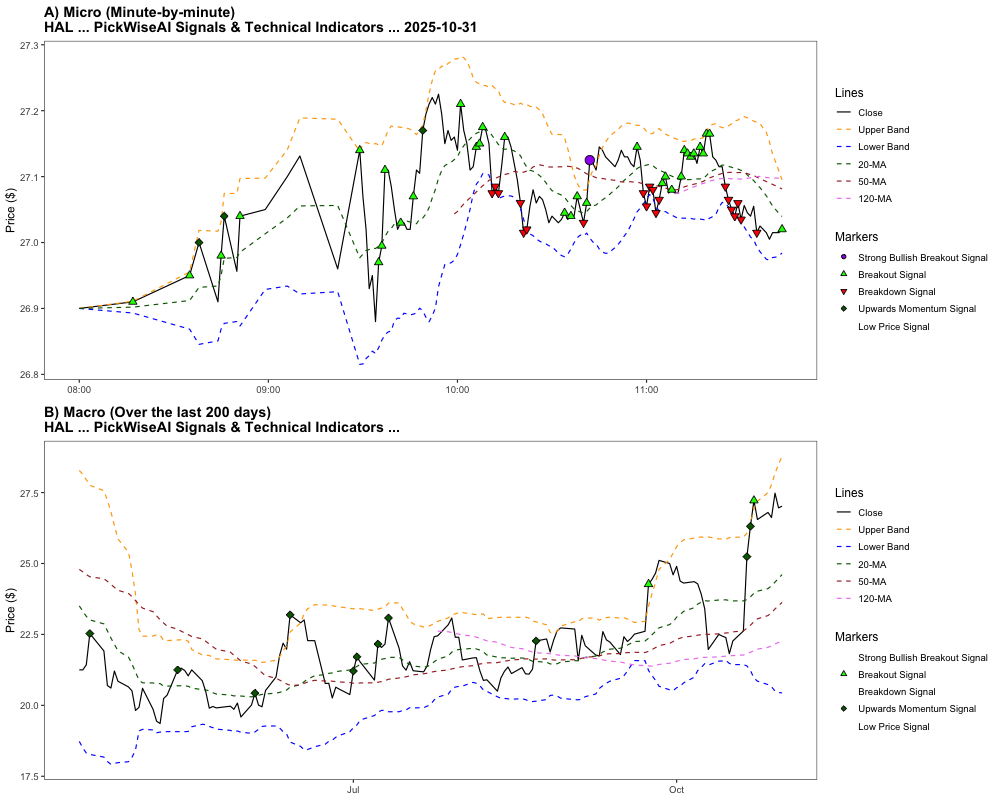 A) Micro (Minute-by-minute)
HAL ... PickWiseAI Signals & Technical Indicators ... 2025-10-31
Price ($)
27.3
27.2
27.1
27.0
26.9
26.8
08:00
09:00
10:00
11:00
Lines
Close
Upper Band
Lower Band
20-MA
50-MA
120-MA
Markers
Strong Bullish Breakout Signal
Breakout Signal
Breakdown Signal
Upwards Momentum Signal
Low Price Signal
B) Macro (Over the last 200 days)
HAL ... PickWiseAI Signals & Technical Indicators ...
Price ($)
27.5
25.0
22.5
20.0
17.5
Jul
Oct
Lines
Close
Upper Band
Lower Band
20-MA
50-MA
120-MA
Markers
Strong Bullish Breakout Signal
Breakout Signal
Breakdown Signal
Upwards Momentum Signal
Low Price Signal